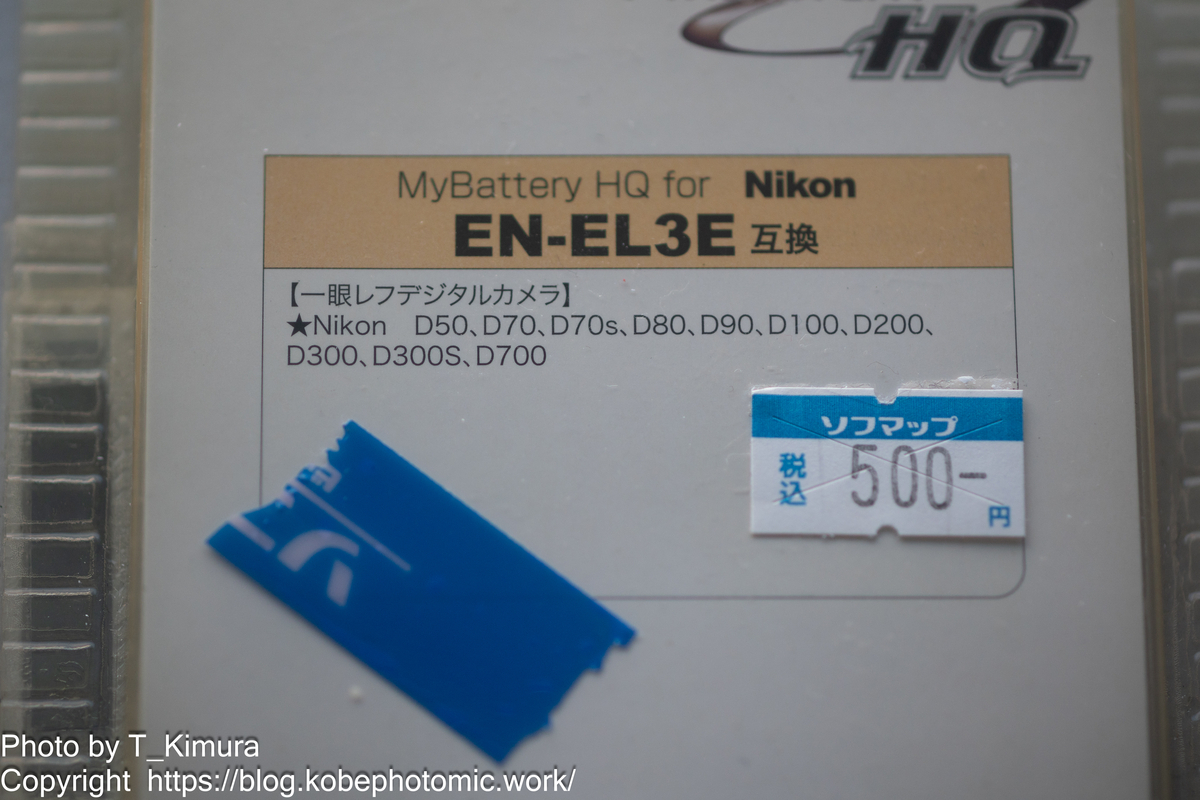 HQ
MyBattery HQ for Nikon
EN-EL3E 互換
【一眼レフデジタルカメラ】
★Nikon D50、D70、D70s、D80、D90、D100、D200、
D300、D300S、D700
ソフマップ
税込 500-
円
Photo by T_Kimura
Copyright https://blog.kobephotomic.work/